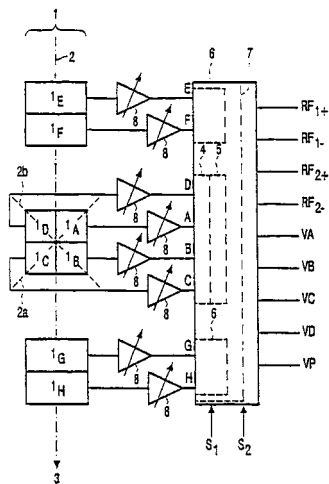 1
2
6 7
1E
1F
8
8
E
F
4 5
RF1+
RF1-
RF2+
RF2-
VA
VB
VC
VD
VP
2b
1D 1A
1C 1B
2a
8
8
8
8
D
A
B
C
6
1G
1H
8
8
G
H
3
S1 S2